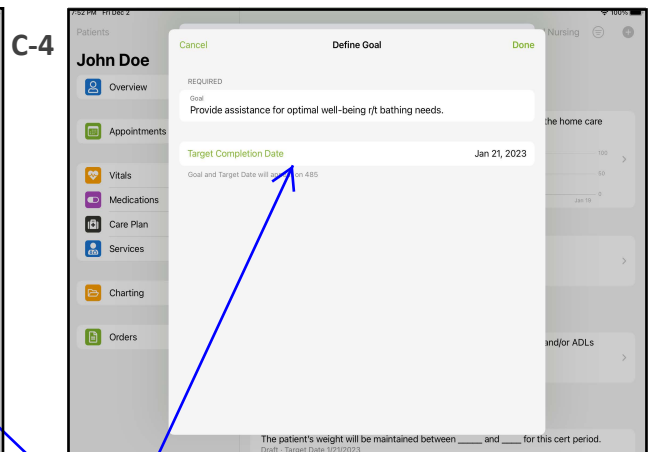 7:52 PM Fri Dec 2
100%
C-4
Patients
Nursing
John Doe
Cancel
Define Goal
Done
Overview
REQUIRED
Goal
Provide assistance for optimal well-being r/t bathing needs.
the home care
Appointments
Target Completion Date
Jan 21, 2023
100
Goal and Target Date will on 485
Vitals
50
Medications
0
Jan 19
Care Plan
Services
Charting
Orders
and/or ADLs
The patient's weight will be maintained between _____ and ____ for this cert period.
Draft - Target Date 1/21/2023